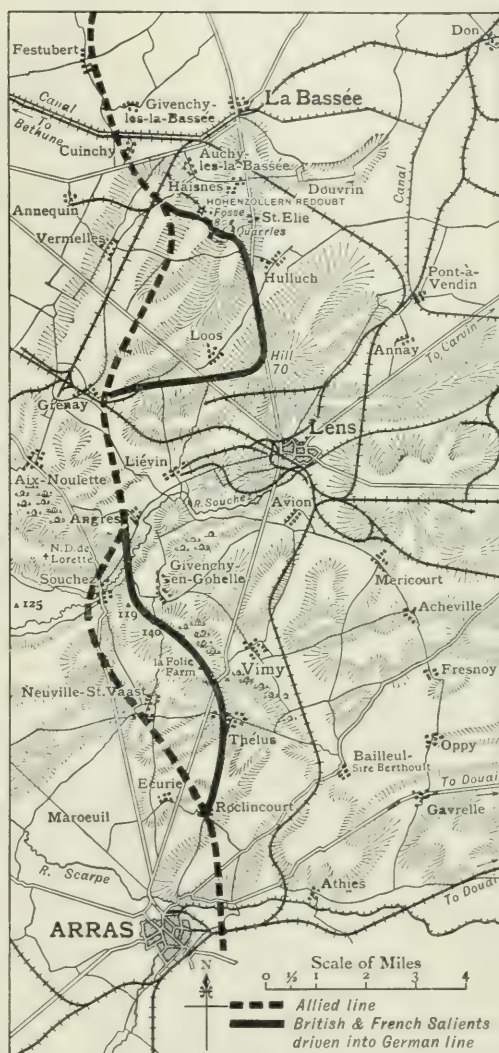 Festubert
Don
Canal
To
Bethune
Givenchy-
les-la-Bassée
La Bassée
Cuinchy
Auchy-
les-la-Bassée
Canal
Haisnes
Douvrin
HOHENZOLLERN REDOUBT
Annequin
Fosse
8
St. Elie
Quarries
Vermelles
Hulluch
Pont-à-
Vendin
Loos
Annay
To Carvin
Hill
70
Grenay
Lens
Liévin
Aix-Noulette
R. Souchez
Avion
Angres
N.D. de
Lorette
Givenchy
en-Gohelle
Méricourt
Souchez
125
119
Acheville
140
la Folie
Farm
Vimy
Fresnoy
Neuville-St. Vaast
Thélus
Oppy
Bailleul-
Sire Berthoult
Ecurie
To Douai
Roclincourt
Gavrelle
Maroeuil
R. Scarpe
Athies
To Douai
ARRAS
N
Scale of Miles
0 ½ 1 2 3 4
Allied line
British & French Salients
driven into German line